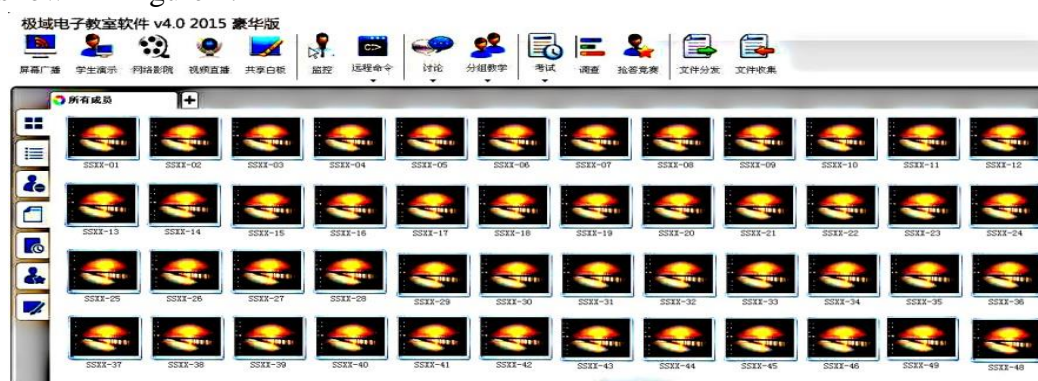 极域电子教室软件 v4.0 2015 豪华版
屏幕广播 学生演示 网络影院 视频直播 共享白板 监控 远程命令 讨论 分组教学 考试 调查 抢答竞赛 文件分发 文件收集
所有成员
SSXX-01 SSXX-02 SSXX-03 SSXX-04 SSXX-05 SSXX-06 SSXX-07 SSXX-08 SSXX-09 SSXX-10 SSXX-11 SSXX-12
SSXX-13 SSXX-14 SSXX-15 SSXX-16 SSXX-17 SSXX-18 SSXX-19 SSXX-20 SSXX-21 SSXX-22 SSXX-23 SSXX-24
SSXX-25 SSXX-26 SSXX-27 SSXX-28 SSXX-29 SSXX-30 SSXX-31 SSXX-32 SSXX-33 SSXX-34 SSXX-35 SSXX-36
SSXX-37 SSXX-38 SSXX-39 SSXX-40 SSXX-41 SSXX-42 SSXX-43 SSXX-44 SSXX-45 SSXX-46 SSXX-49 SSXX-48